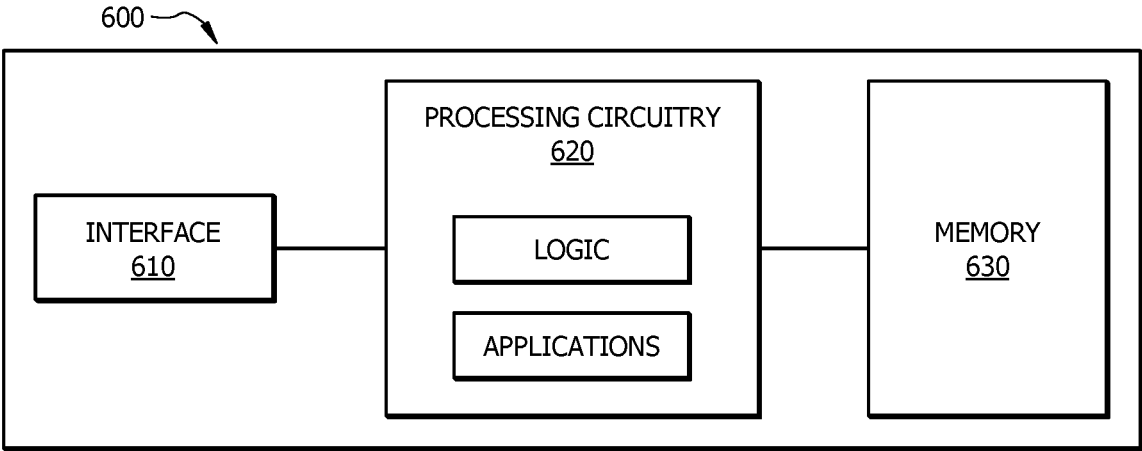 600
PROCESSING CIRCUITRY
620
INTERFACE
610
LOGIC
APPLICATIONS
MEMORY
630